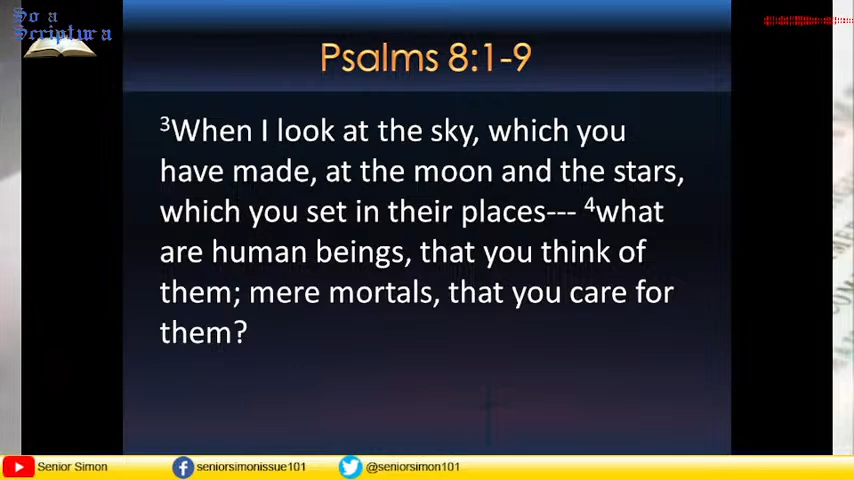 So a
Scriptura
Psalms 8:1-9
3When I look at the sky, which you
have made, at the moon and the stars,
which you set in their places--- 4what
are human beings, that you think of
them; mere mortals, that you care for
them?
Senior Simon
seniorsimonissue101
@seniorsimon101